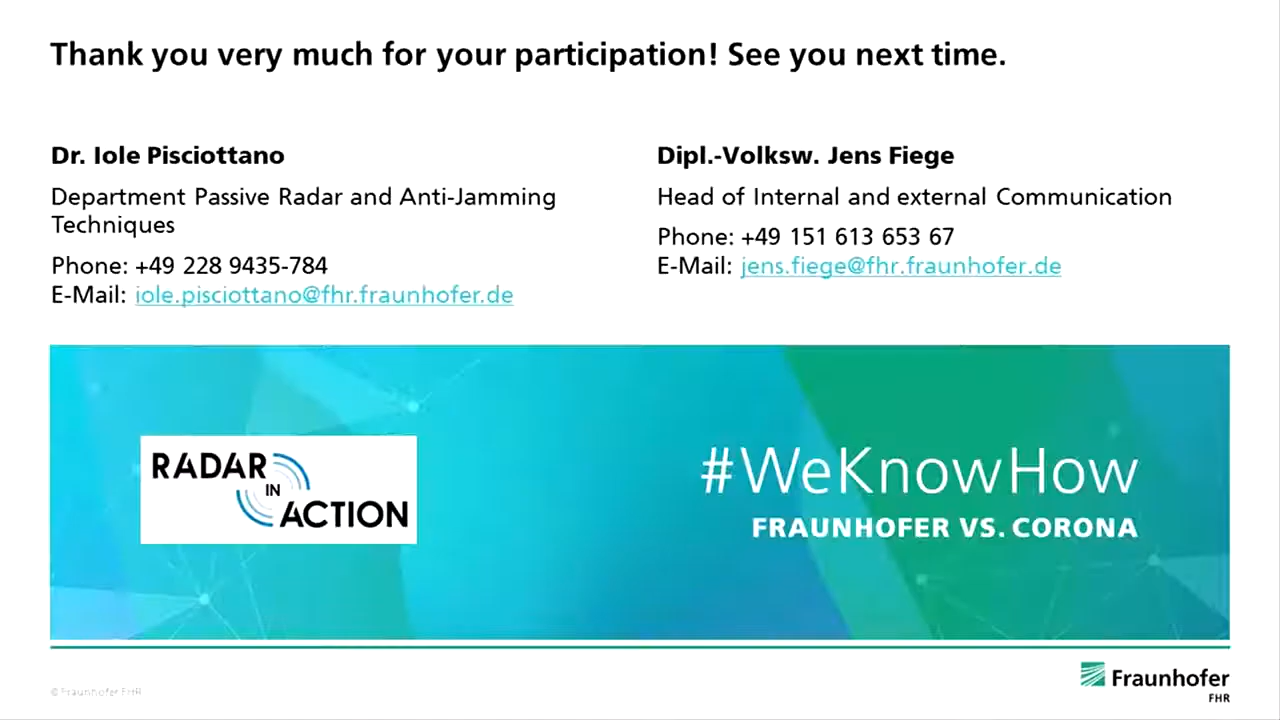 Thank you very much for your participation! See you next time.
Dr. Iole Pisciottano
Department Passive Radar and Anti-Jamming
Techniques
Phone: +49 228 9435-784
E-Mail: iole.pisciottano@fhr.fraunhofer.de
Dipl.-Volksw. Jens Fiege
Head of Internal and external Communication
Phone: +49 151 613 653 67
E-Mail: jens.fiege@fhr.fraunhofer.de
RADAR
IN
ACTION
#WeKnowHow
FRAUNHOFER VS. CORONA
© Fraunhofer FHR
Fraunhofer
FHR